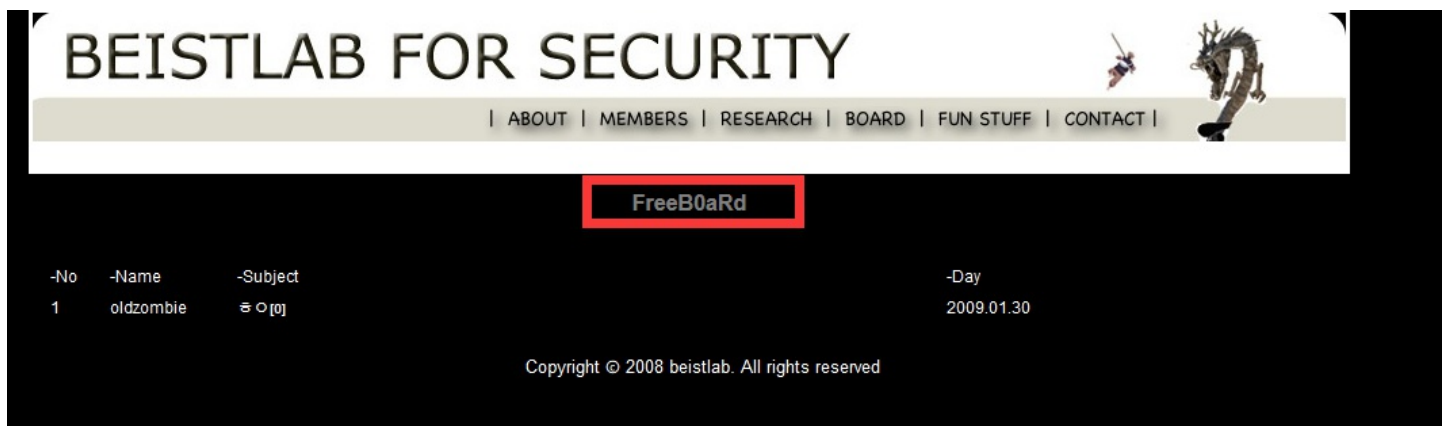 BEISTLAB FOR SECURITY
| ABOUT | MEMBERS | RESEARCH | BOARD | FUN STUFF | CONTACT |
FreeB0aRd
-No -Name -Subject -Day
1 oldzombie ㅎㅇ[0] 2009.01.30
Copyright © 2008 beistlab. All rights reserved